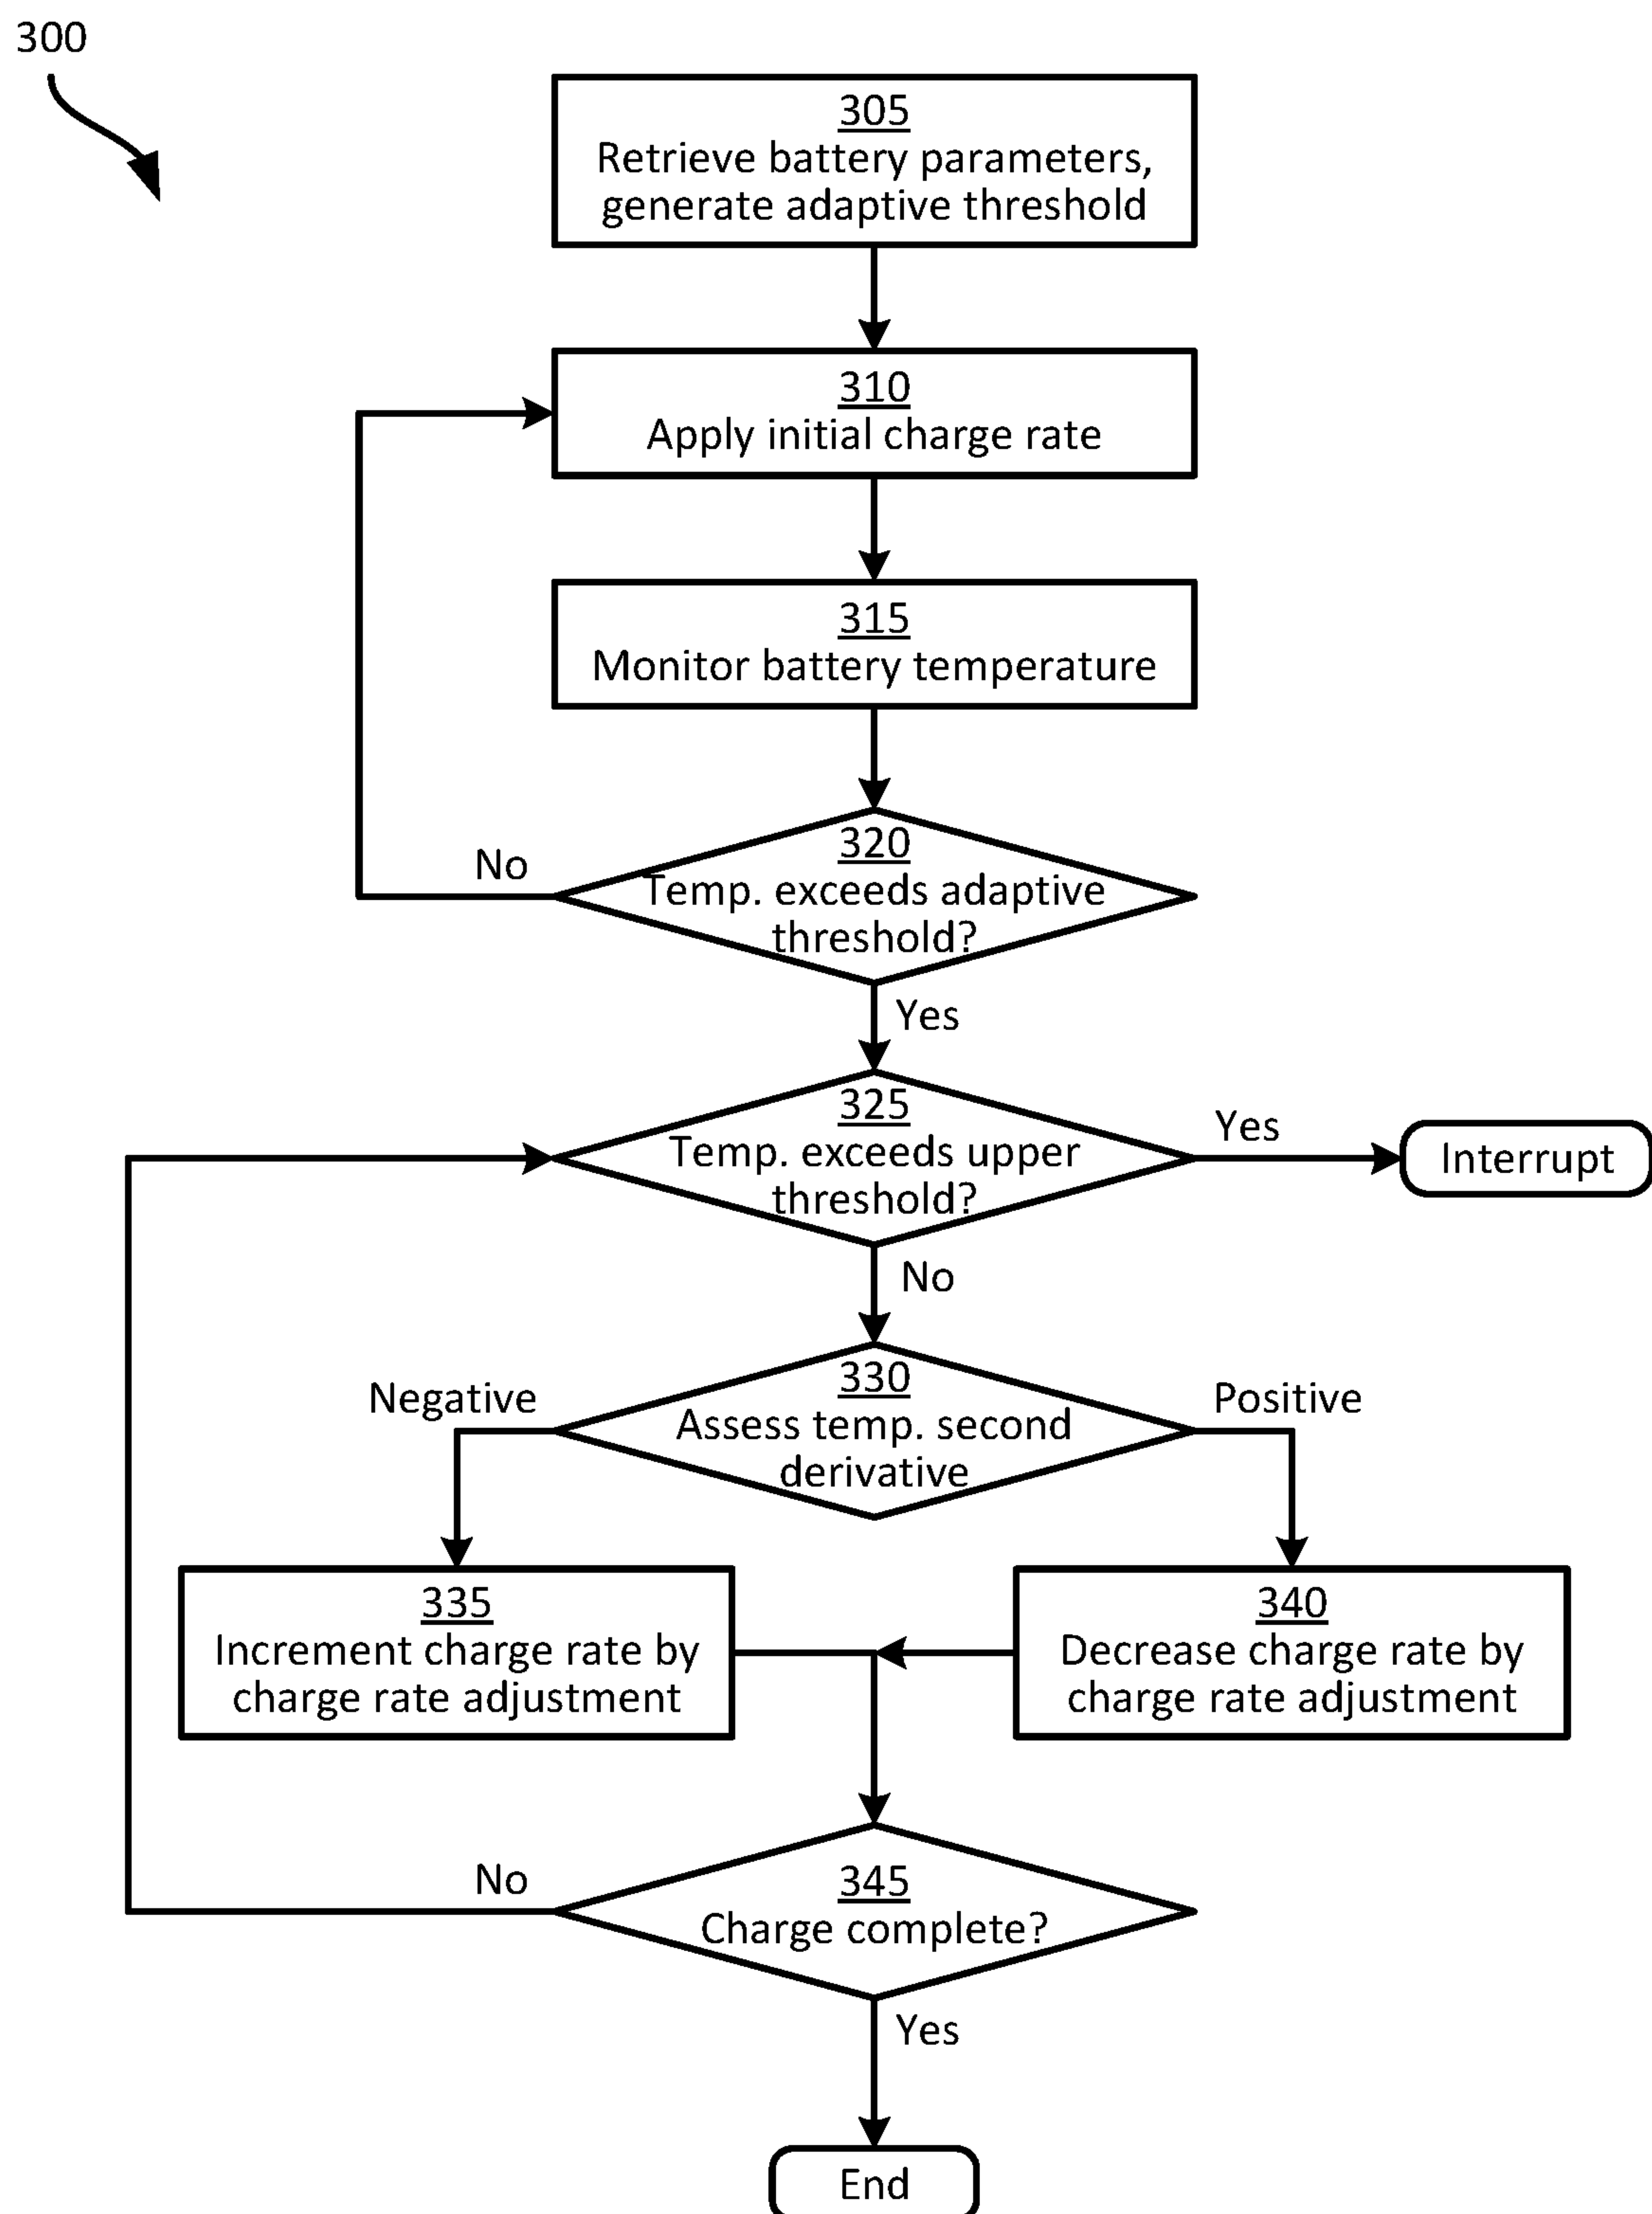 300
305
Retrieve battery parameters,
generate adaptive threshold
310
Apply initial charge rate
315
Monitor battery temperature
320
Temp. exceeds adaptive
threshold?
No
Yes
325
Temp. exceeds upper
threshold?
Yes
Interrupt
No
330
Assess temp. second
derivative
Negative
Positive
335
Increment charge rate by
charge rate adjustment
340
Decrease charge rate by
charge rate adjustment
345
Charge complete?
No
Yes
End